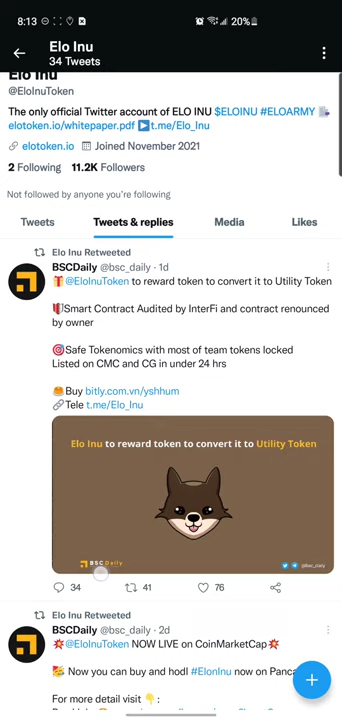 8:13
20%
Elo Inu
34 Tweets
Elo Inu
@EloInuToken
The only official Twitter account of ELO INU $ELOINU #ELOARMY
elotoken.io/whitepaper.pdf t.me/Elo_Inu
elotoken.io Joined November 2021
2 Following 11.2K Followers
Not followed by anyone you're following
Tweets Tweets & replies Media Likes
Elo Inu Retweeted
BSCDaily @bsc_daily · 1d
@EloInuToken to reward token to convert it to Utility Token
Smart Contract Audited by InterFi and contract renounced
by owner
Safe Tokenomics with most of team tokens locked
Listed on CMC and CG in under 24 hrs
Buy bitly.com.vn/yshhum
Tele t.me/Elo_Inu
Elo Inu to reward token to convert it to Utility Token
BSCDaily
@bsc_daily
34 41 76
Elo Inu Retweeted
BSCDaily @bsc_daily · 2d
@EloInuToken NOW LIVE on CoinMarketCap
Now you can buy and hodl #ElonInu now on Panca
For more detail visit :